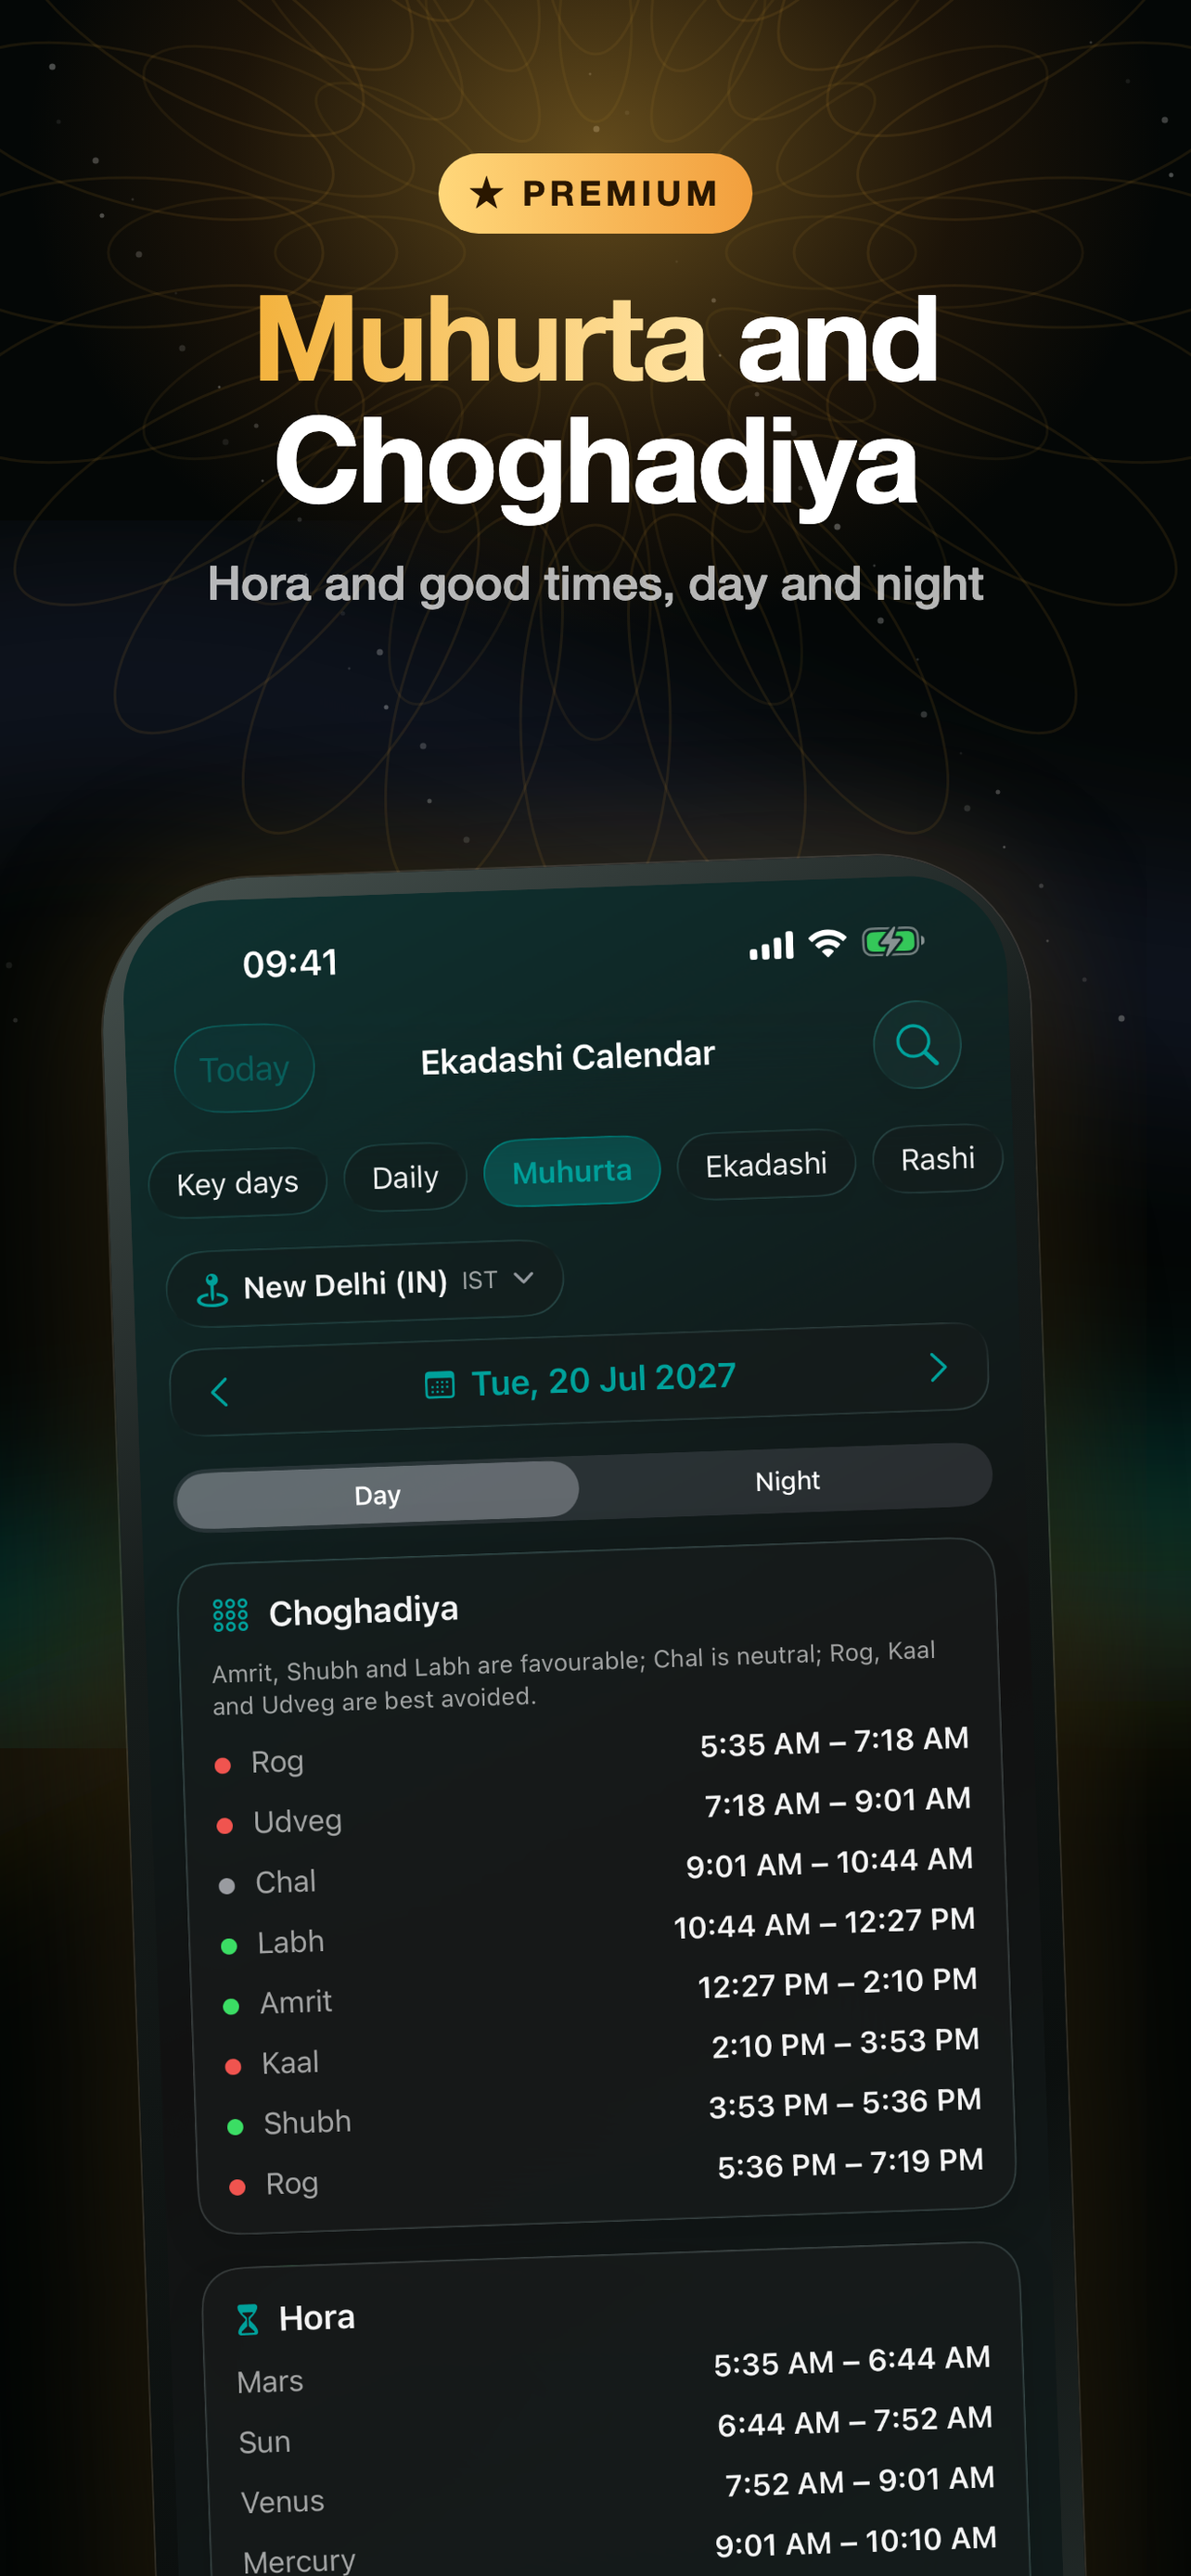 ★ PREMIUM
Muhurta and
Choghadiya
Hora and good times, day and night
09:41
Today
Ekadashi Calendar
Key days
Daily
Muhurta
Ekadashi
Rashi
New Delhi (IN) IST
Tue, 20 Jul 2027
Day
Night
Choghadiya
Amrit, Shubh and Labh are favourable; Chal is neutral; Rog, Kaal
and Udveg are best avoided.
Rog 5:35 AM – 7:18 AM
Udveg 7:18 AM – 9:01 AM
Chal 9:01 AM – 10:44 AM
Labh 10:44 AM – 12:27 PM
Amrit 12:27 PM – 2:10 PM
Kaal 2:10 PM – 3:53 PM
Shubh 3:53 PM – 5:36 PM
Rog 5:36 PM – 7:19 PM
Hora
Mars 5:35 AM – 6:44 AM
Sun 6:44 AM – 7:52 AM
Venus 7:52 AM – 9:01 AM
Mercury 9:01 AM – 10:10 AM